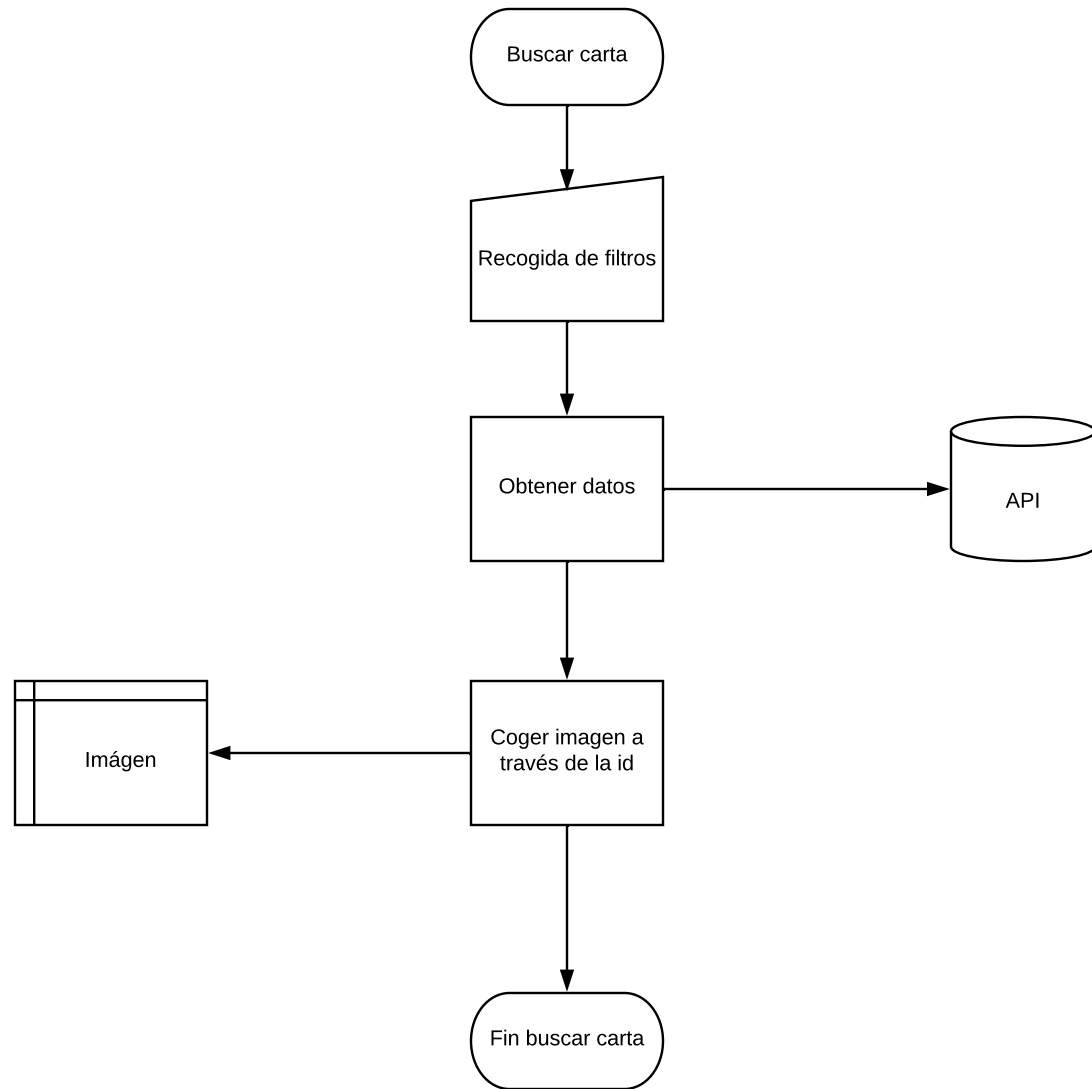 Buscar carta
Recogida de filtros
Obtener datos
API
Coger imagen a
través de la id
Imágen
Fin buscar carta